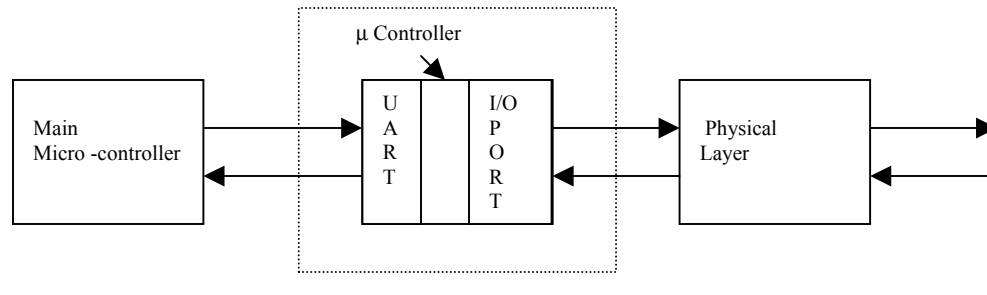 µ Controller
Main
Micro -controller
U
A
R
T
I/O
P
O
R
T
Physical
Layer